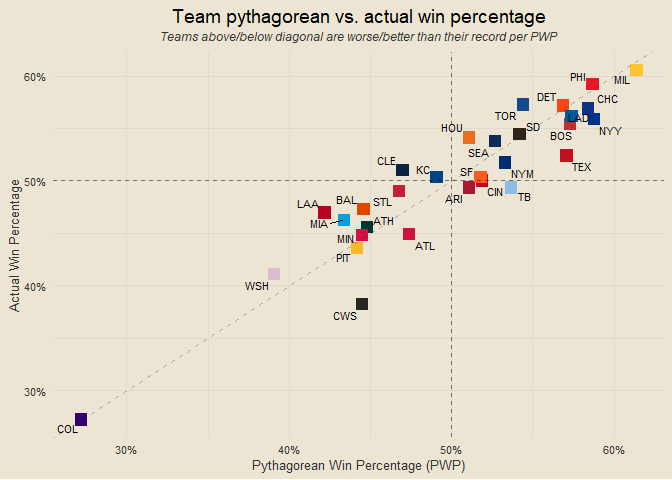 Team pythagorean vs. actual win percentage
Teams above/below diagonal are worse/better than their record per PWP
60%
50%
40%
30%
Actual Win Percentage
PHI
MIL
DET
CHC
TOR
LAD
NYY
HOU
SD
BOS
SEA
CLE
KC
SF
NYM
TEX
ARI
CIN
TB
LAA
BAL
STL
MIA
ATH
MIN
ATL
PIT
WSH
CWS
COL
30%
40%
50%
60%
Pythagorean Win Percentage (PWP)